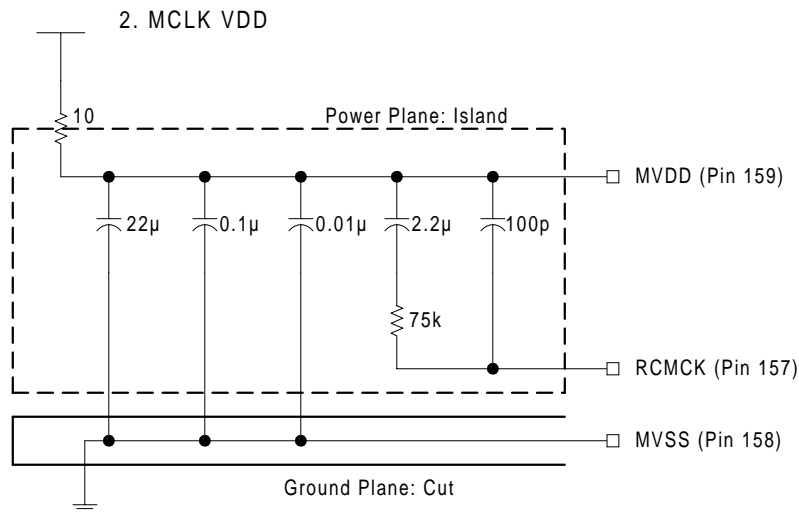 2. MCLK VDD
10
Power Plane: Island
MVDD (Pin 159)
22µ
0.1µ
0.01µ
2.2µ
100p
75k
RCMCK (Pin 157)
MVSS (Pin 158)
Ground Plane: Cut